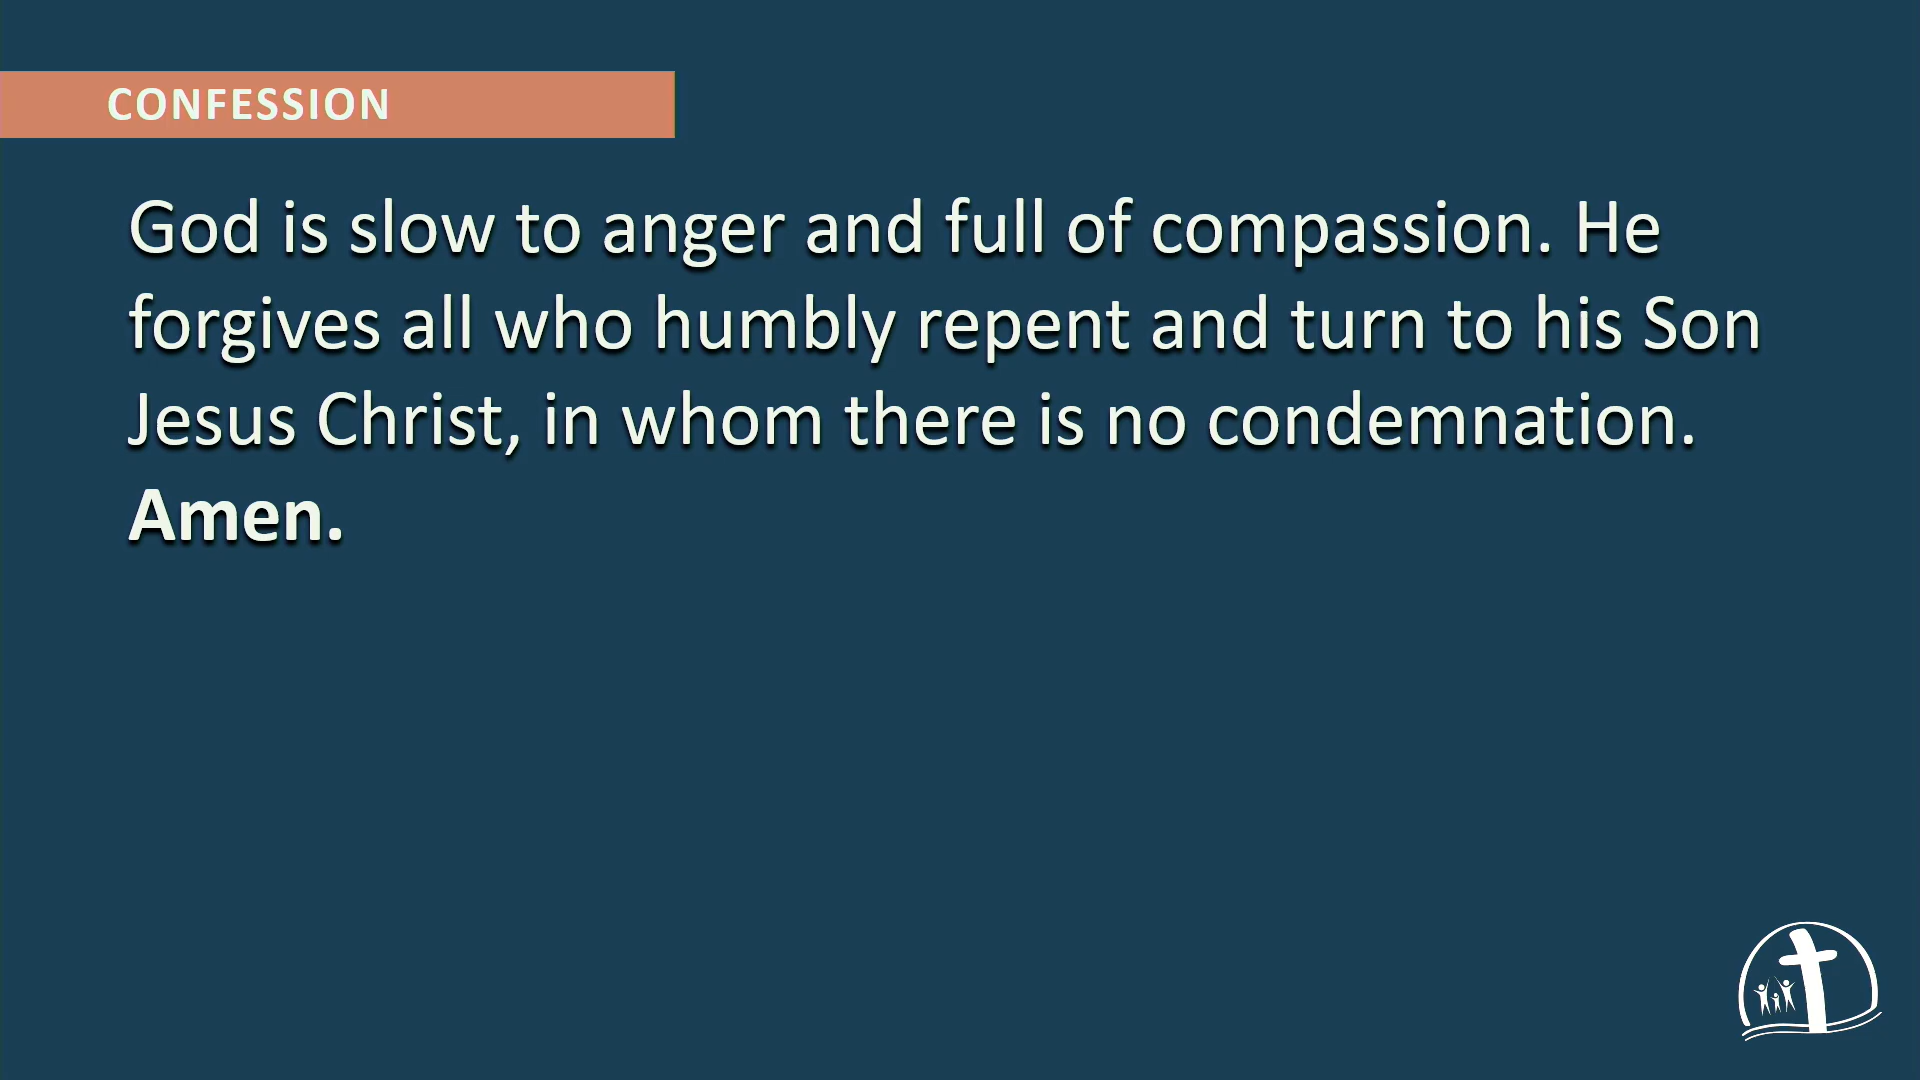 CONFESSION
God is slow to anger and full of compassion. He
forgives all who humbly repent and turn to his Son
Jesus Christ, in whom there is no condemnation.
Amen.